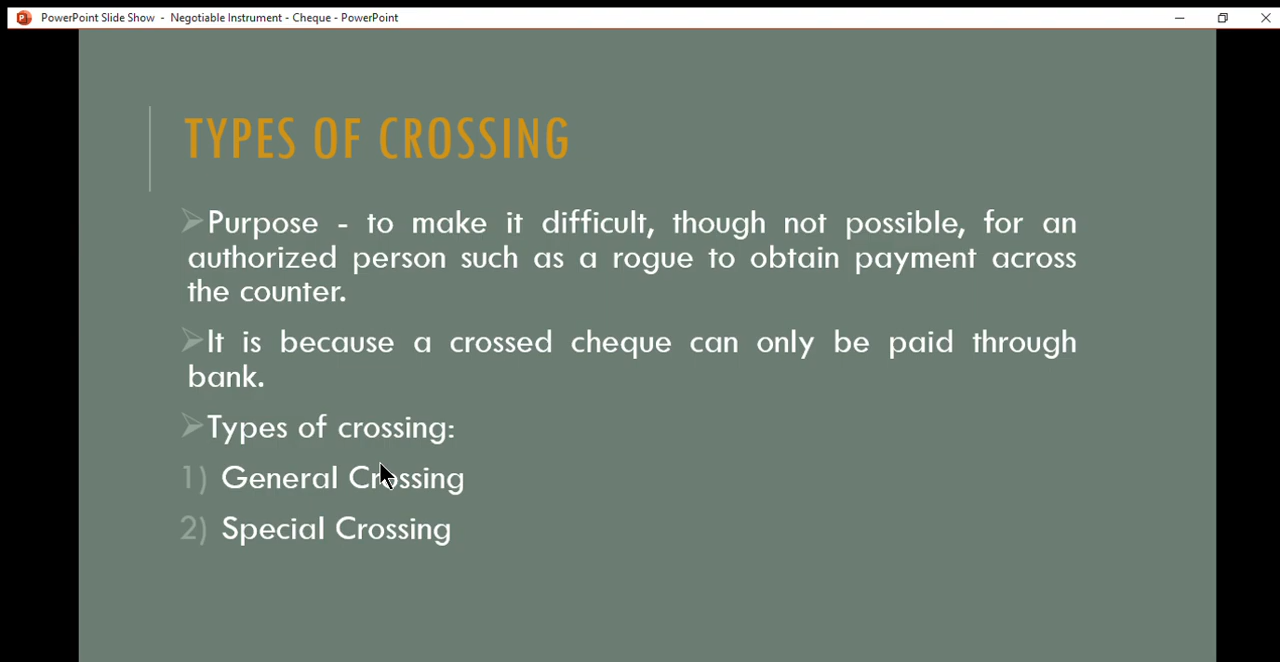 PowerPoint Slide Show - Negotiable Instrument - Cheque - PowerPoint
TYPES OF CROSSING
➢Purpose - to make it difficult, though not possible, for an
authorized person such as a rogue to obtain payment across
the counter.
➢It is because a crossed cheque can only be paid through
bank.
➢Types of crossing:
1) General Crossing
2) Special Crossing